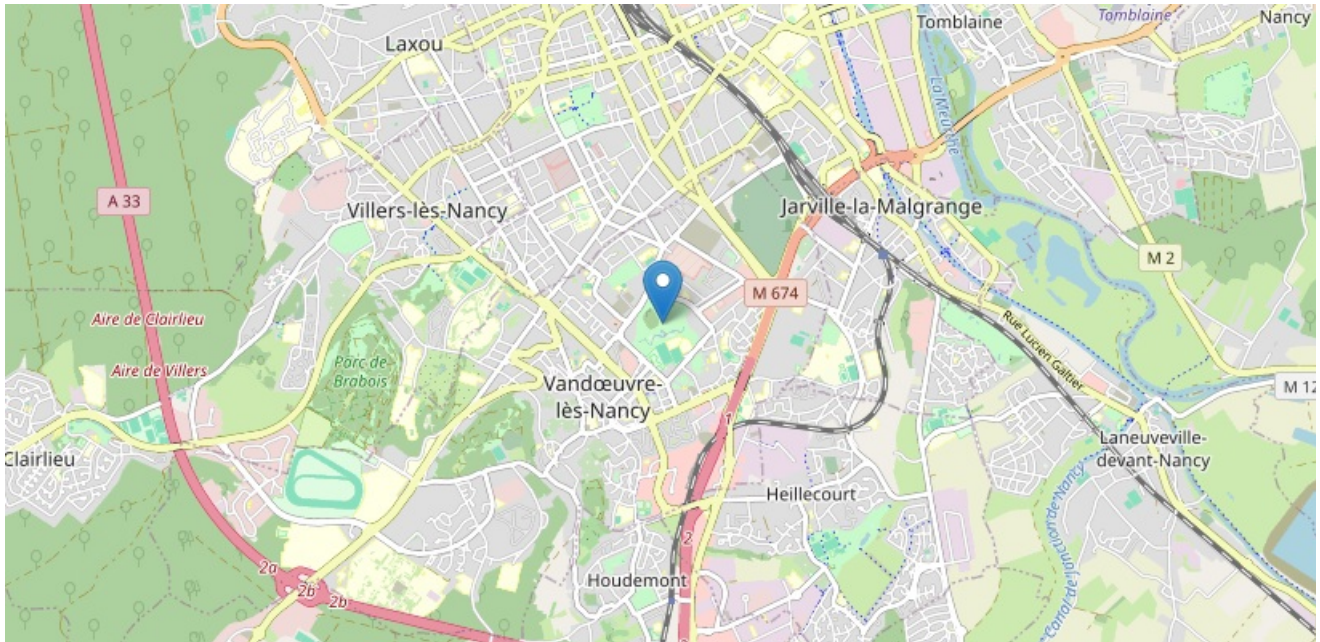 Tomblaine
Tomblaine
Nancy
Laxou
La Meurthe
A 33
Villers-lès-Nancy
Jarville-la-Malgrange
M 2
M 674
Aire de Clairlieu
Rue Lucien Galtier
Aire de Villers
Parc de
Brabois
Vandœuvre-
lès-Nancy
M 12
1
Clairlieu
Laneuveville-
devant-Nancy
Heillecourt
Canal de jonction de Nancy
2
2a
Houdemont
2b
2b
2